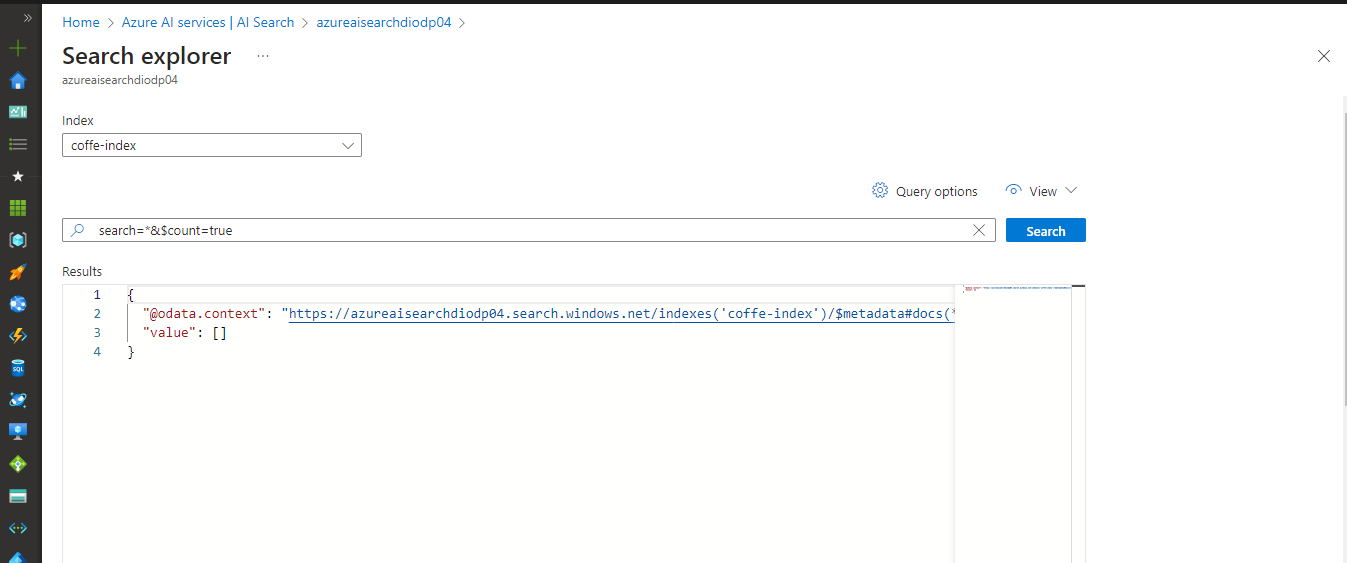 Home > Azure AI services | AI Search > azureaisearchdiodp04 >
Search explorer ...
azureaisearchdiodp04
Index
coffe-index
Query options View
search=*&$count=true Search
Results
1 {
2 "@odata.context": "https://azureaisearchdiodp04.search.windows.net/indexes('coffe-index')/$metadata#docs(*
3 "value": []
4 }